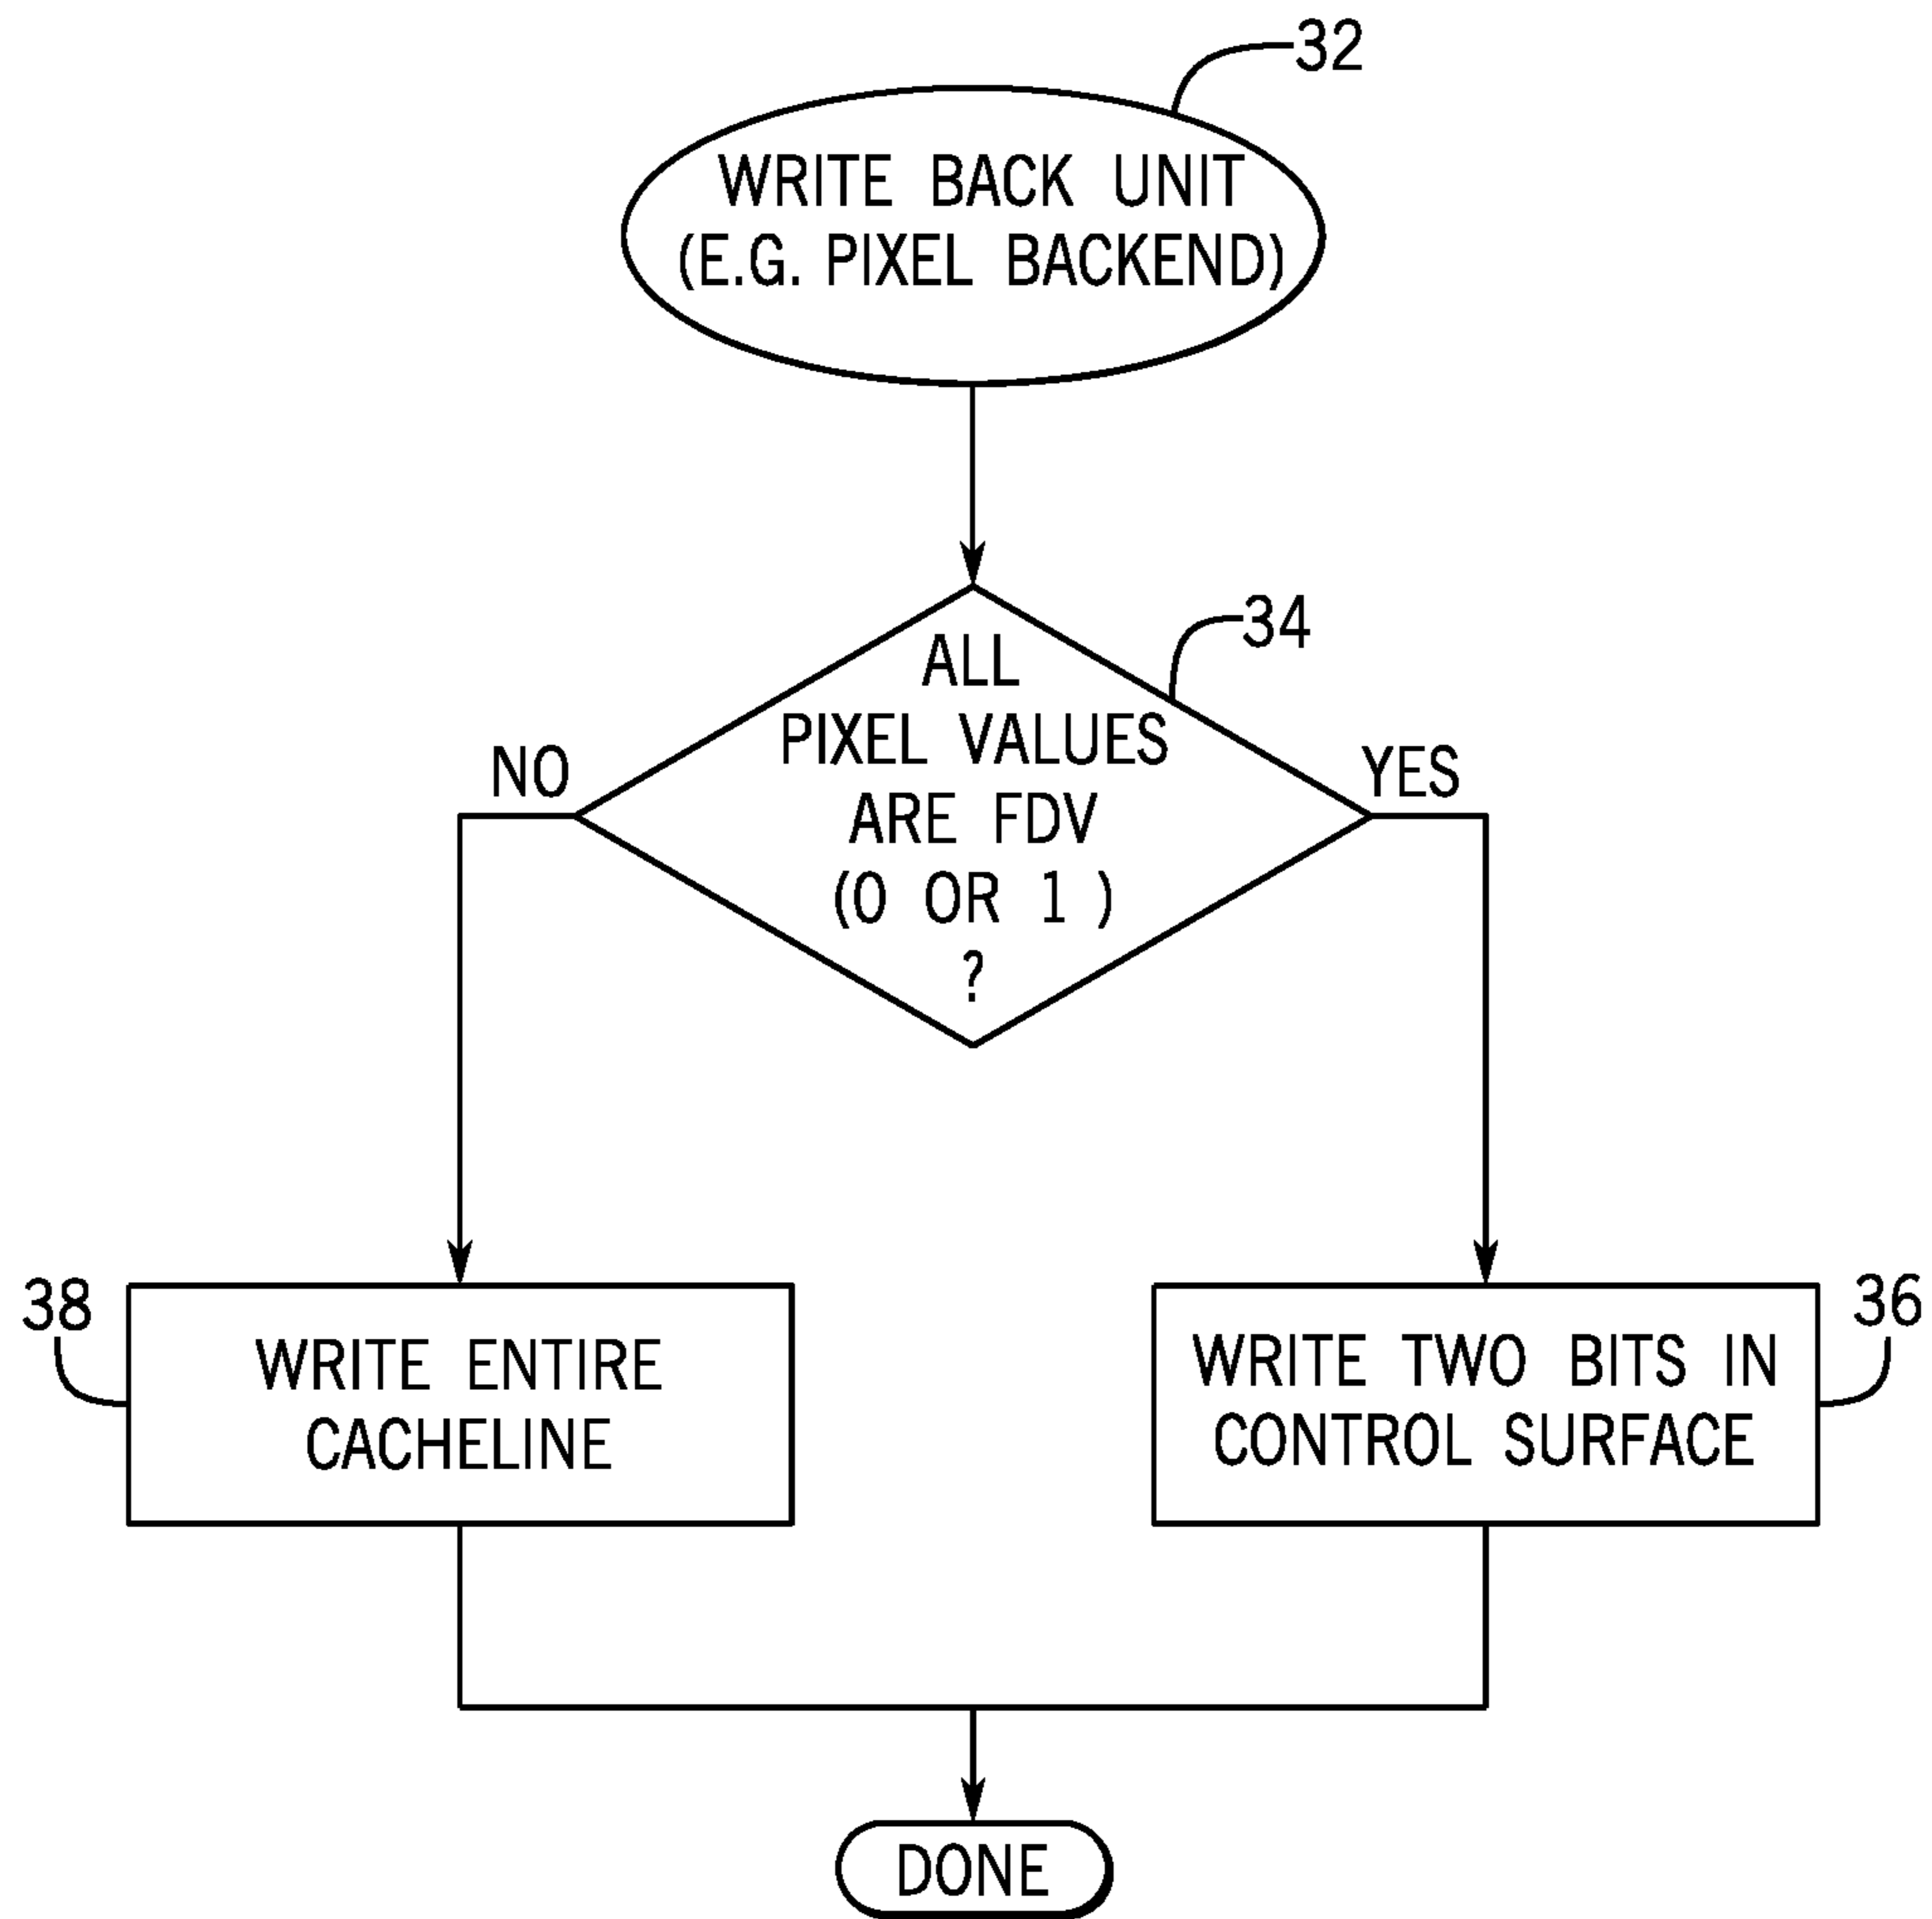 32
WRITE BACK UNIT
(E.G. PIXEL BACKEND)
34
ALL
PIXEL VALUES
ARE FDV
(0 OR 1 )
?
NO
YES
38
WRITE ENTIRE
CACHELINE
36
WRITE TWO BITS IN
CONTROL SURFACE
DONE